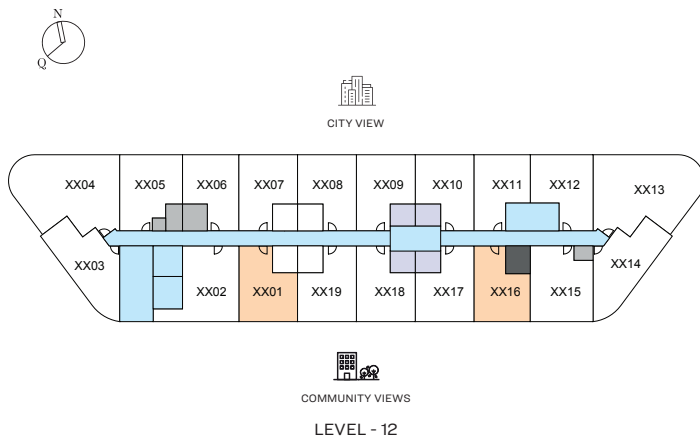 N
Q
CITY VIEW
XX04 XX05 XX06 XX07 XX08 XX09 XX10 XX11 XX12 XX13
XX03 XX14
XX02 XX01 XX19 XX18 XX17 XX16 XX15
COMMUNITY VIEWS
LEVEL - 12